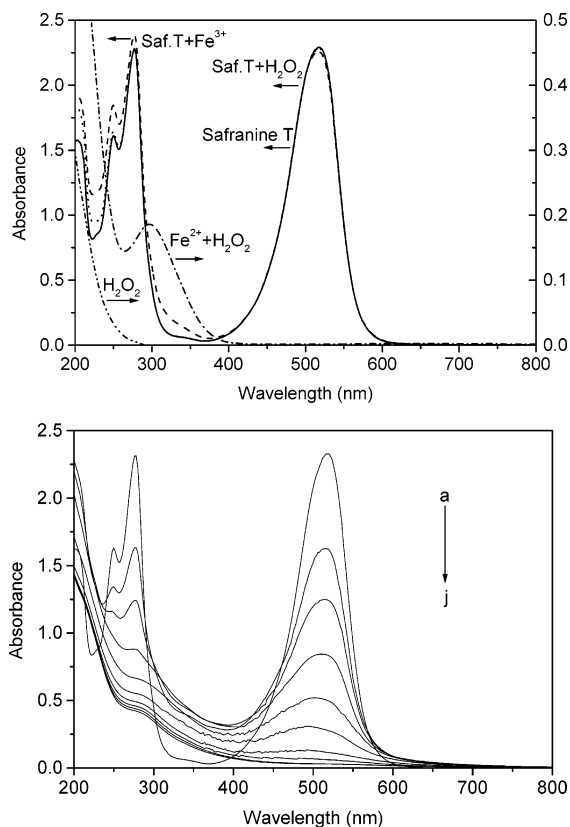 2.5
2.0
1.5
1.0
0.5
0.0
Absorbance
Saf.T+Fe³⁺
Saf.T+H₂O₂
Safranine T
Fe²⁺+H₂O₂
H₂O₂
0.5
0.4
0.3
0.2
0.1
0.0
200 300 400 500 600 700 800
Wavelength (nm)
2.5
2.0
1.5
1.0
0.5
0.0
Absorbance
a
j
200 300 400 500 600 700 800
Wavelength (nm)